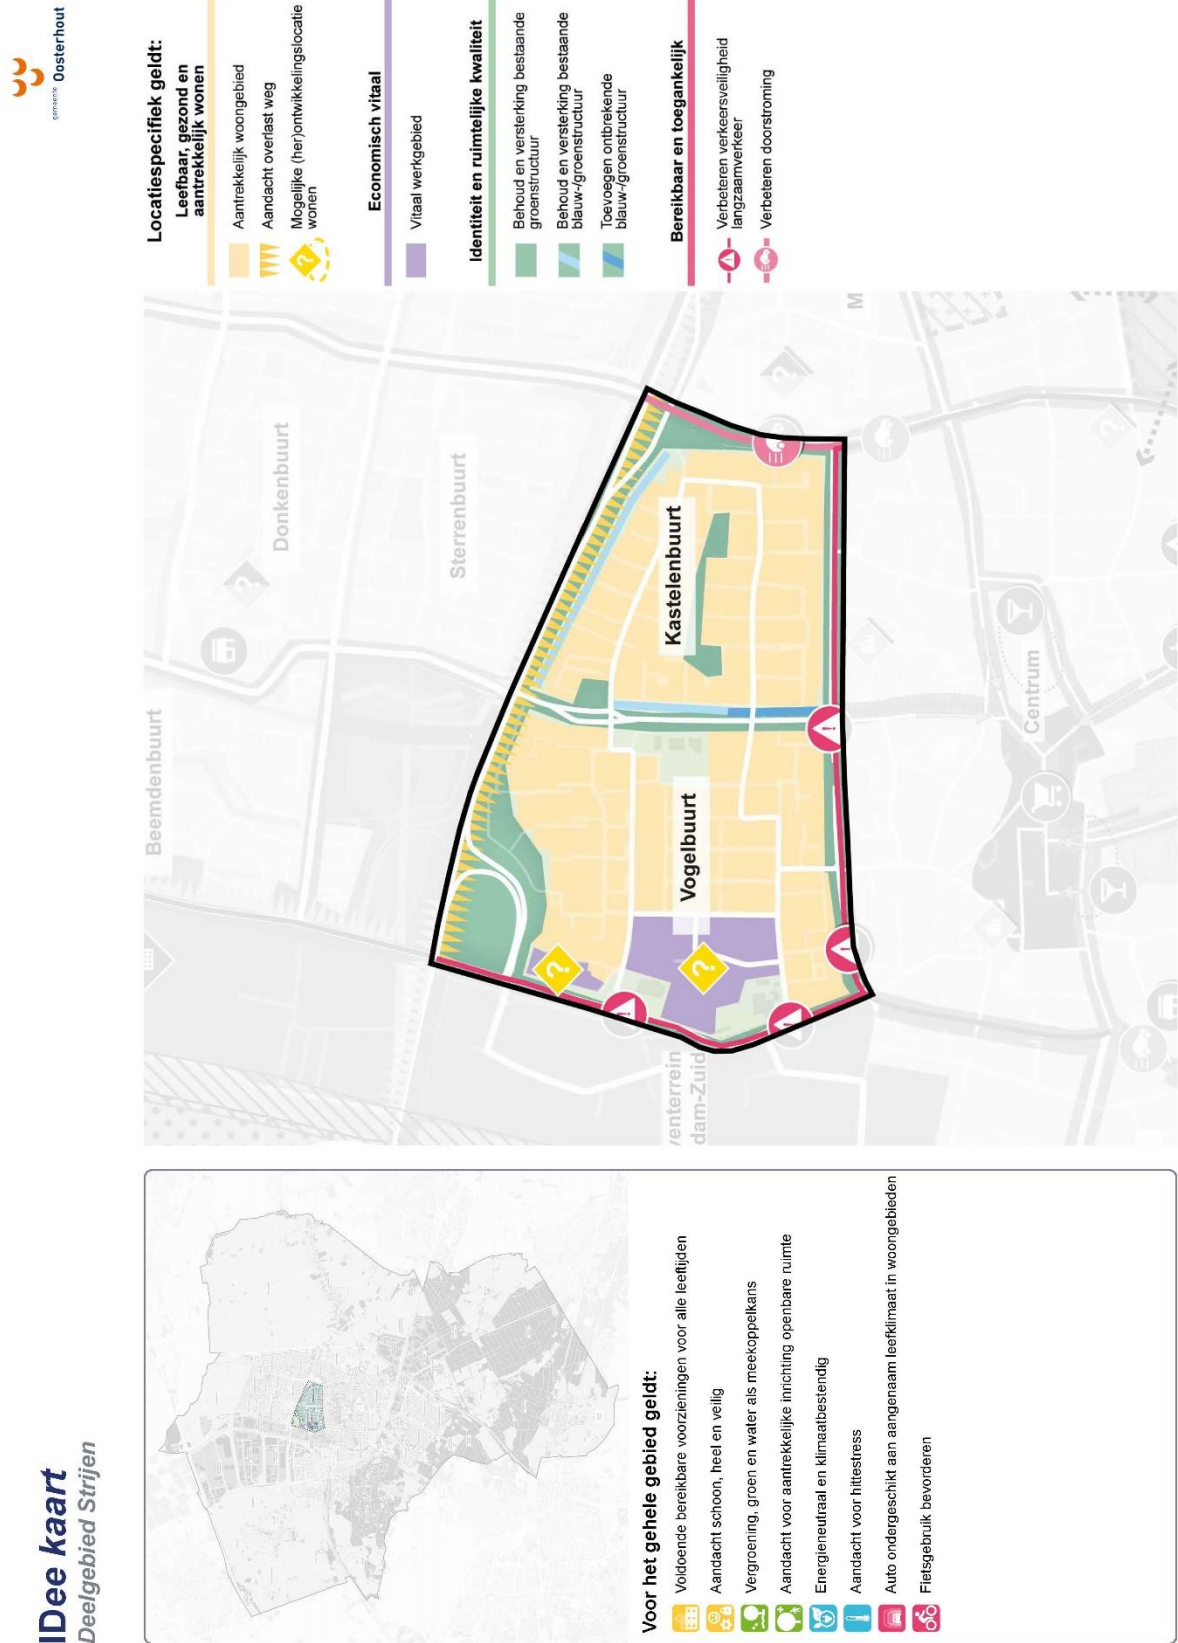 IDee kaart
Deelgebied Strijen
gemeente Oosterhout
Voor het gehele gebied geldt:
Voldoende bereikbare voorzieningen voor alle leeftijden
Aandacht schoon, heel en veilig
Vergroening, groen en water als meekoppelkans
Aandacht voor aantrekkelijke inrichting openbare ruimte
Energieneutraal en klimaatbestendig
Aandacht voor hittestress
Auto ondergeschikt aan aangenaam leefklimaat in woongebieden
Fietsgebruik bevorderen
Beemdenbuurt
Donkenbuurt
Sterrenbuurt
Kastelenbuurt
Vogelbuurt
venterrein
dam-Zuid
Centrum
M
Locatiespecifiek geldt:
Leefbaar, gezond en
aantrekkelijk wonen
Aantrekkelijk woongebied
Aandacht overlast weg
Mogelijke (her)ontwikkelingslocatie
wonen
Economisch vitaal
Vitaal werkgebied
Identiteit en ruimtelijke kwaliteit
Behoud en versterking bestaande
groenstructuur
Behoud en versterking bestaande
blauw-/groenstructuur
Toevoegen ontbrekende
blauw-/groenstructuur
Bereikbaar en toegankelijk
Verbeteren verkeersveiligheid
langzaamverkeer
Verbeteren doorstroming